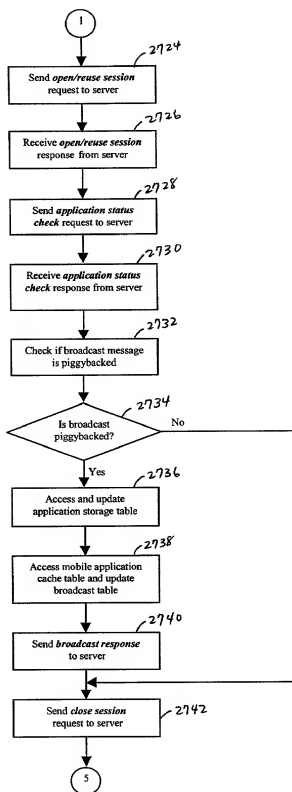 1
2724
Send open/reuse session
request to server
2726
Receive open/reuse session
response from server
2728
Send application status
check request to server
2730
Receive application status
check response from server
2732
Check if broadcast message
is piggybacked
2734
Is broadcast
piggybacked?
No
Yes
2736
Access and update
application storage table
2738
Access mobile application
cache table and update
broadcast table
2740
Send broadcast response
to server
Send close session
request to server
2742
5